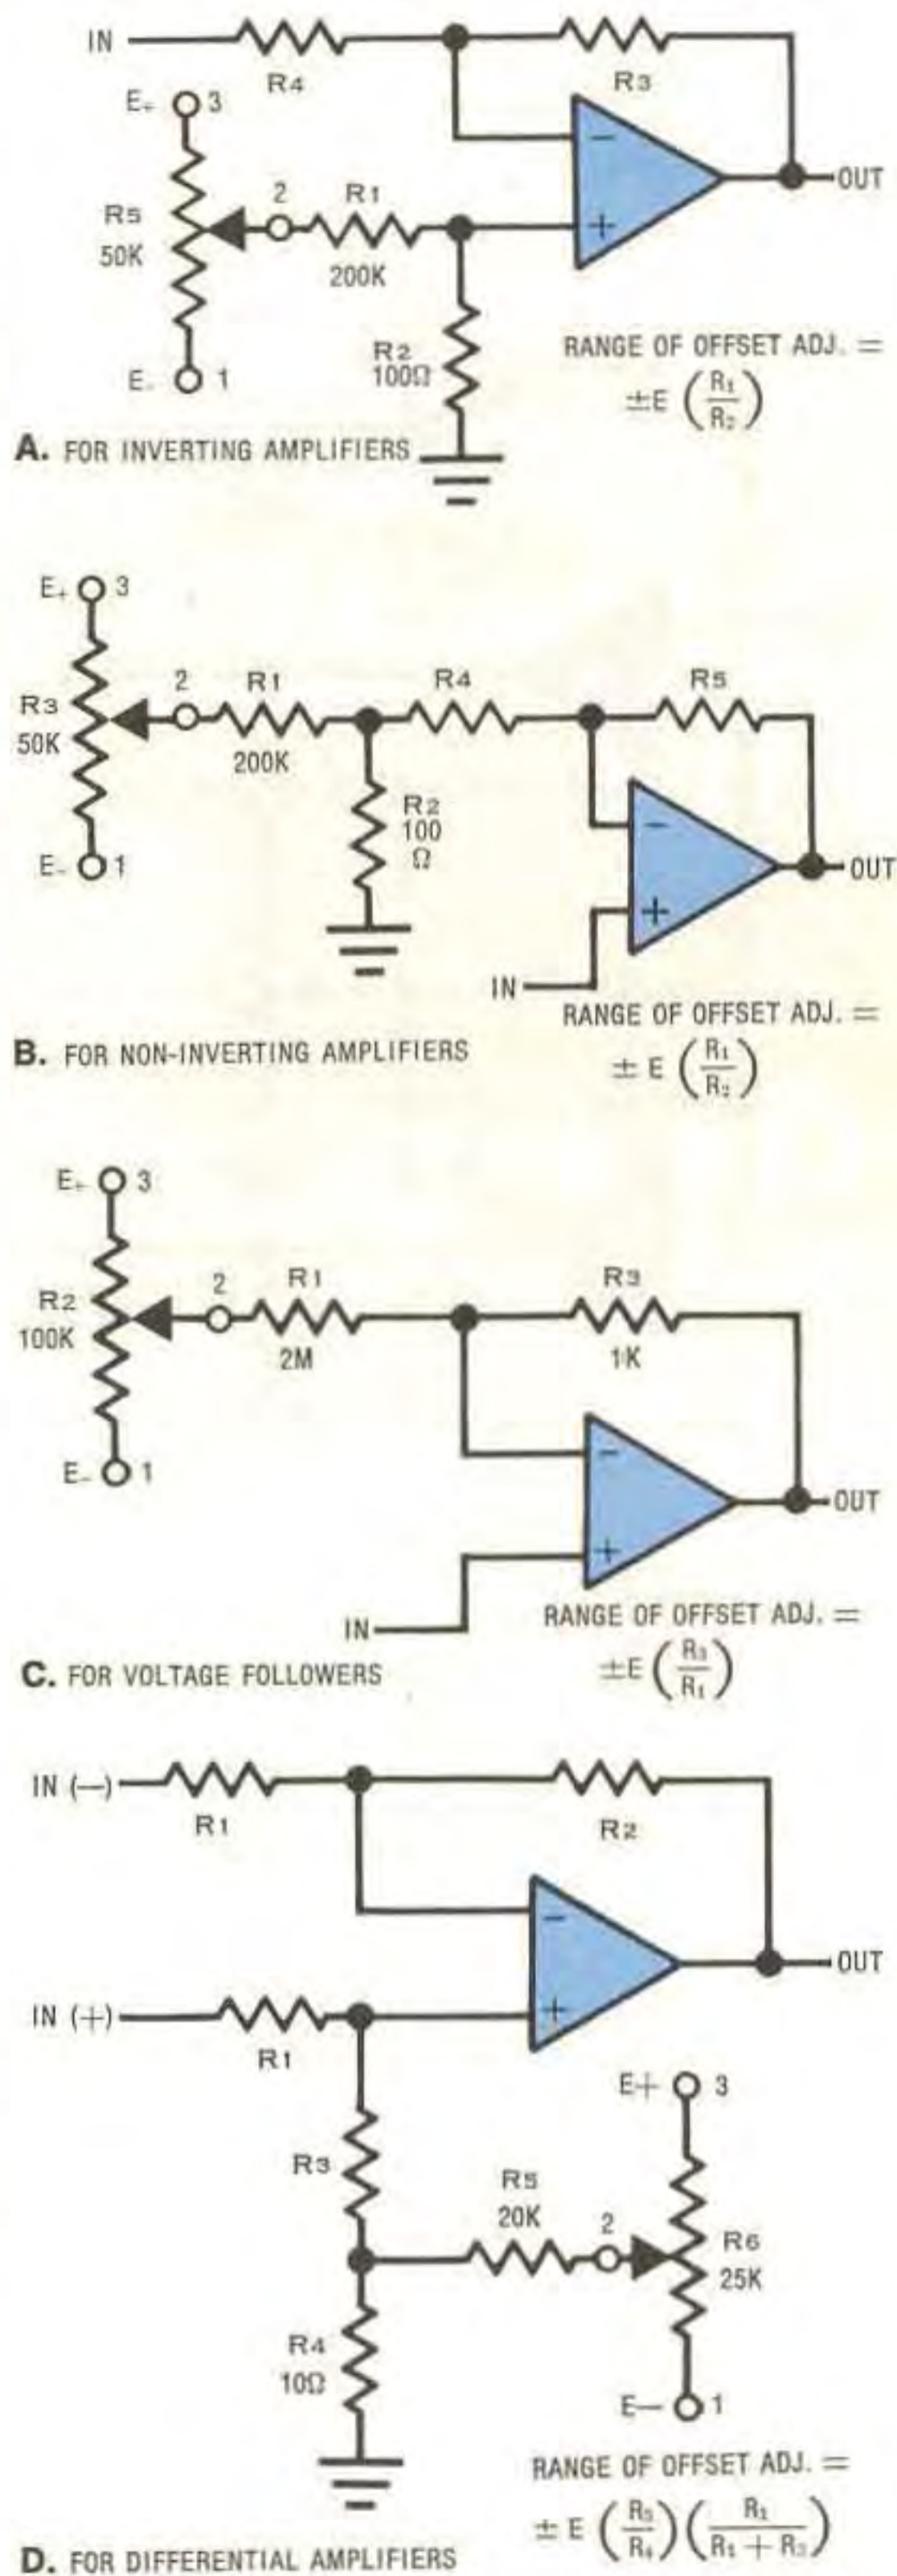 IN
R4
R3
E+ 3
2
R1
R5
50K
200K
−
+
OUT
R2
100Ω
E- 1
RANGE OF OFFSET ADJ. =
±E (R1/R2)
A. FOR INVERTING AMPLIFIERS
E+ 3
2
R1
R4
R5
R3
50K
200K
R2
100
Ω
−
+
OUT
E- 1
IN
RANGE OF OFFSET ADJ. =
± E (R1/R2)
B. FOR NON-INVERTING AMPLIFIERS
E+ 3
2
R1
R3
R2
100K
2M
1K
E- 1
−
+
OUT
IN
RANGE OF OFFSET ADJ. =
±E (R3/R1)
C. FOR VOLTAGE FOLLOWERS
IN (−)
R1
R2
−
+
OUT
IN (+)
R1
E+ 3
R3
R5
20K
2
R6
25K
R4
10Ω
E− 1
RANGE OF OFFSET ADJ. =
± E (R5/R4) (R1/R1 + R3)
D. FOR DIFFERENTIAL AMPLIFIERS